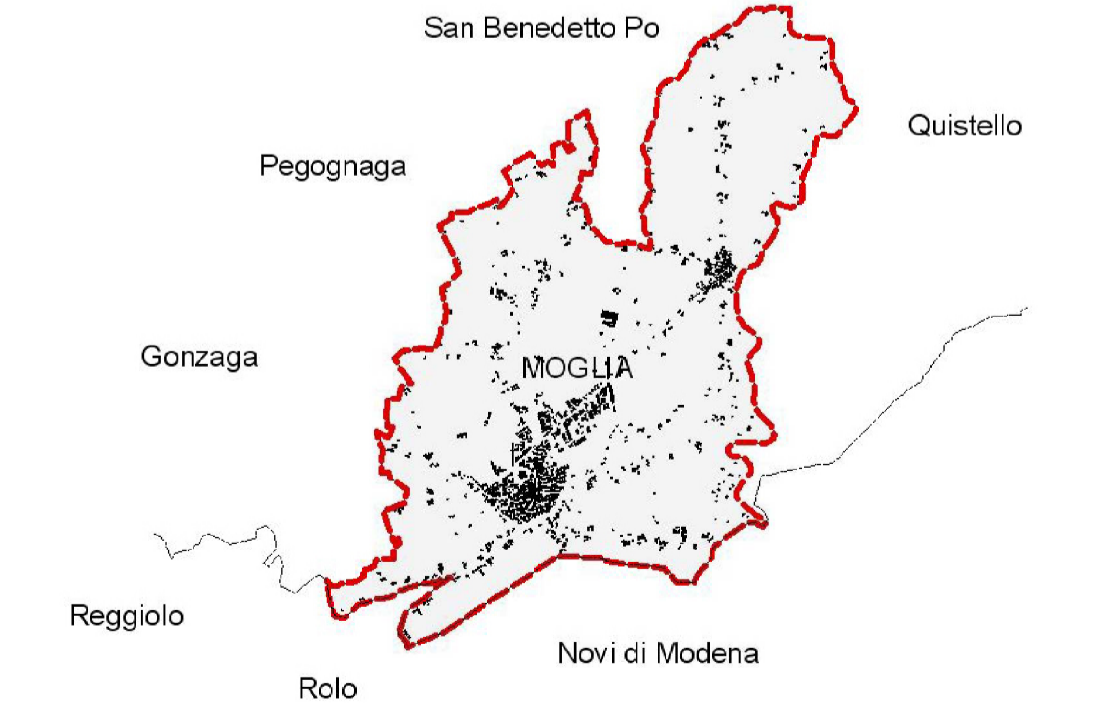 San Benedetto Po
Quistello
Pegognaga
Gonzaga
MOGLIA
Reggiolo
Novi di Modena
Rolo